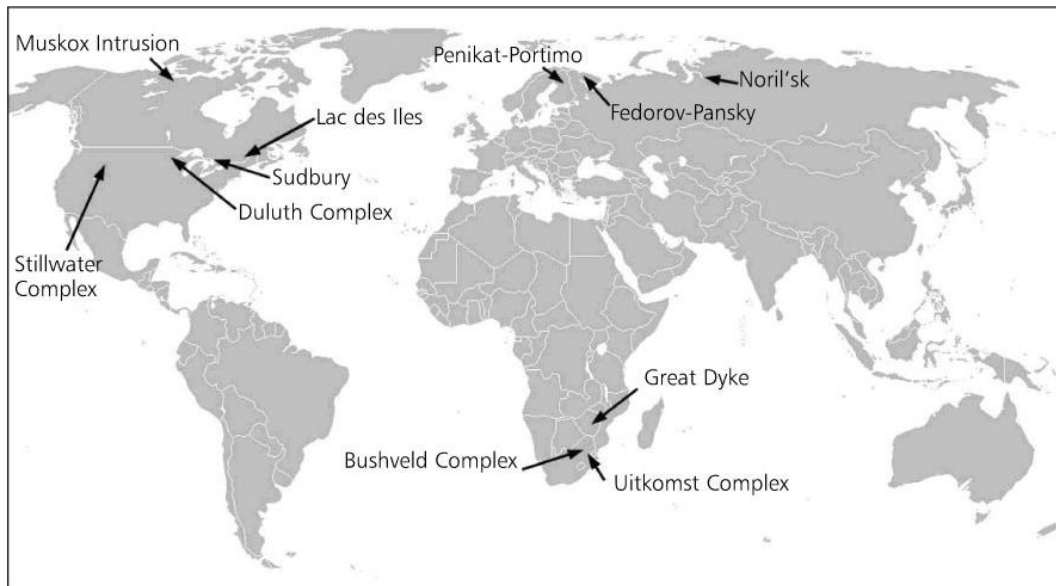 Muskox Intrusion
Penikat-Portimo
Noril'sk
Fedorov-Pansky
Lac des Iles
Sudbury
Duluth Complex
Stillwater
Complex
Great Dyke
Bushveld Complex
Uitkomst Complex